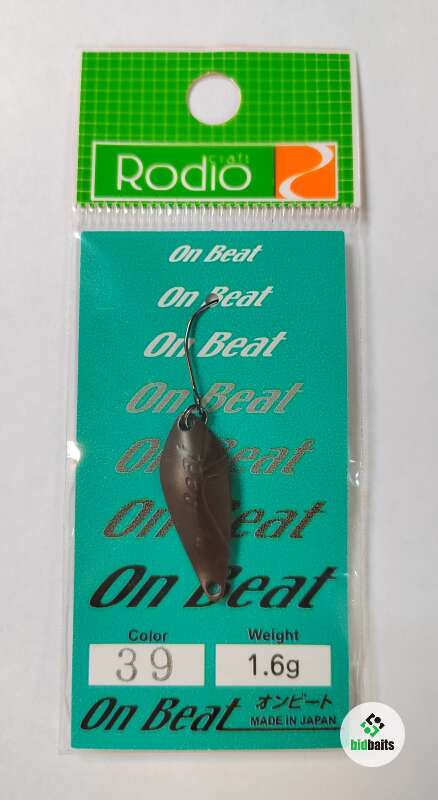 craft
Rodio
On Beat
On Beat
On Beat
On Beat
On Beat
On Beat
On Beat
Color
Weight
39
1.6g
On Beat
オンビート
MADE IN JAPAN
bidbaits